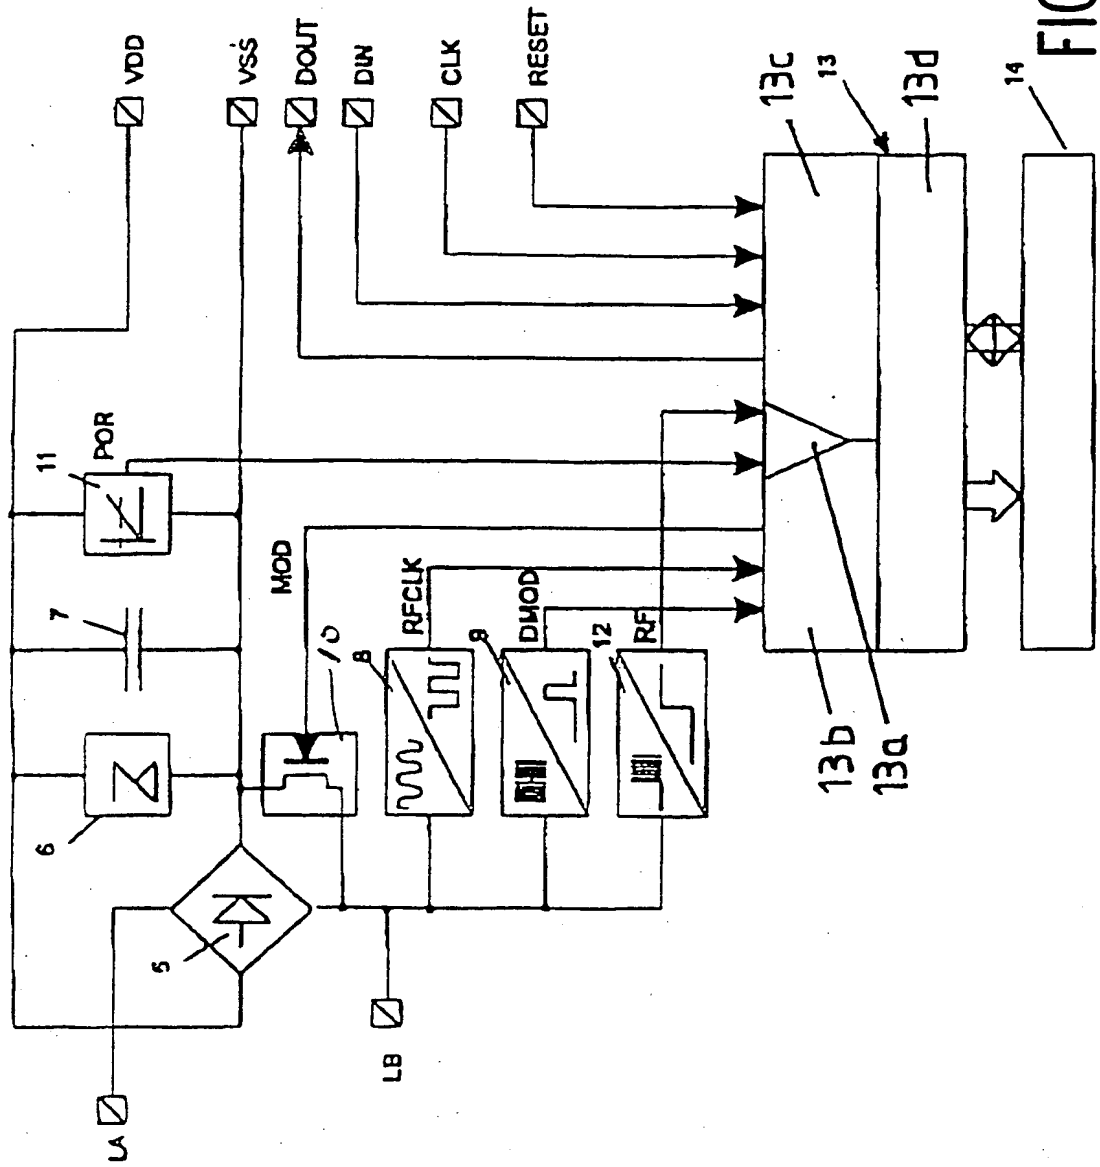 VDD
VSS
DOUT
DIN
CLK
RESET
FIG
11
POR
7
6
5
LA
LB
MOD
10
RFCLK
8
DMOD
9
RF
12
13c
13
13d
14
13b
13a